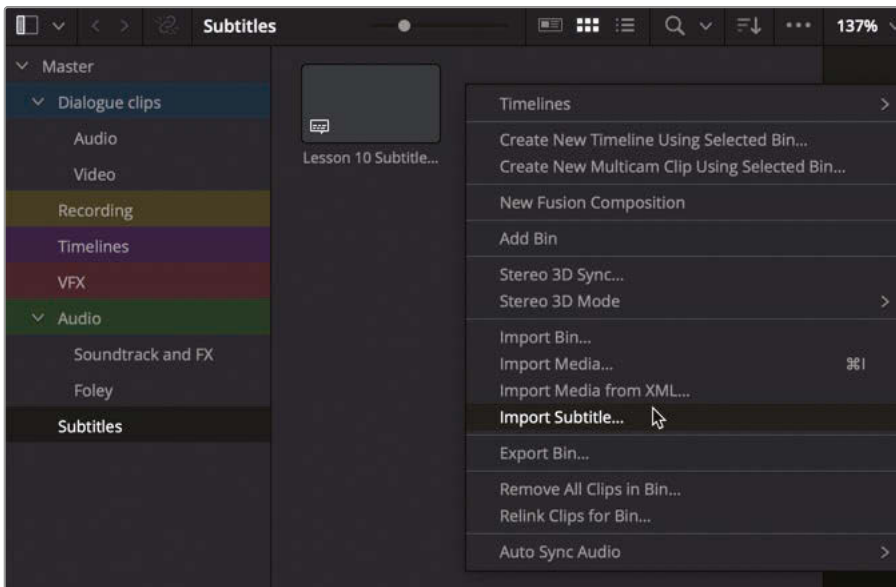 Subtitles
137%
Master
Dialogue clips
Audio
Video
Recording
Timelines
VFX
Audio
Soundtrack and FX
Foley
Subtitles
Lesson 10 Subtitle...
Timelines
Create New Timeline Using Selected Bin...
Create New Multicam Clip Using Selected Bin...
New Fusion Composition
Add Bin
Stereo 3D Sync...
Stereo 3D Mode
Import Bin...
Import Media... ⌘I
Import Media from XML...
Import Subtitle...
Export Bin...
Remove All Clips in Bin...
Relink Clips for Bin...
Auto Sync Audio